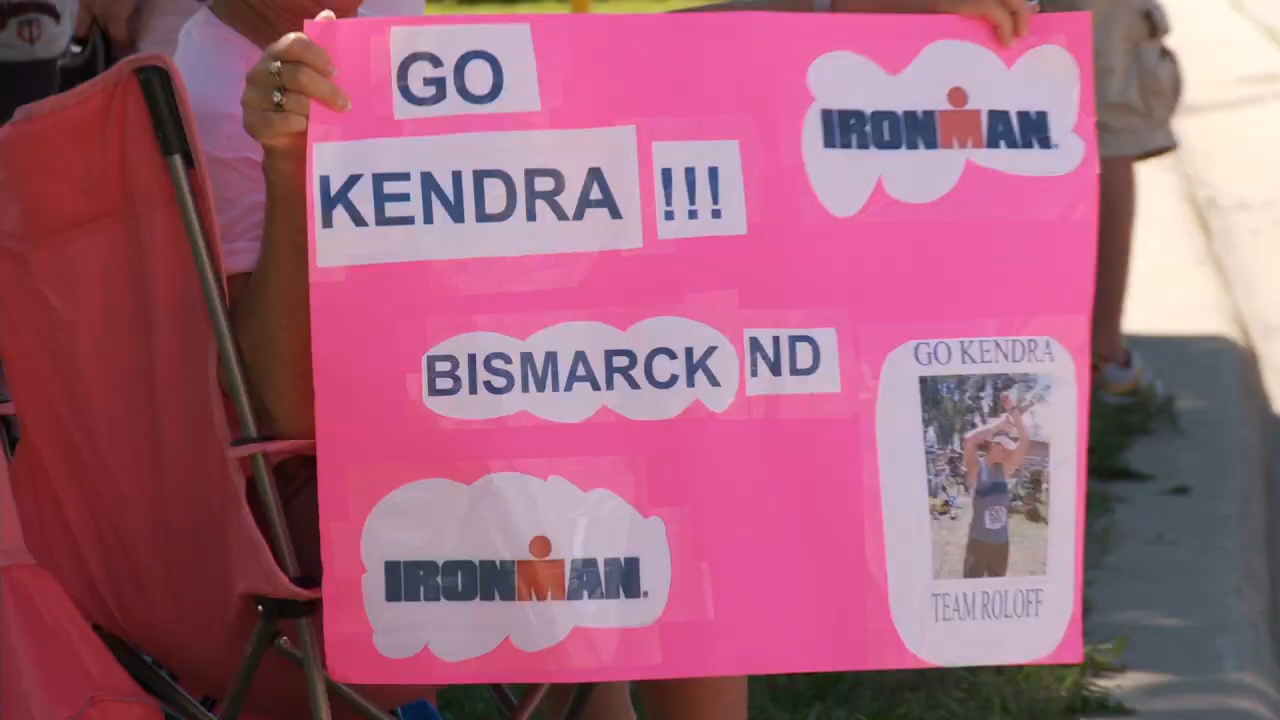 GO
KENDRA !!!
IRONMAN.
BISMARCK ND
GO KENDRA
TEAM ROLOFF
IRONMAN.